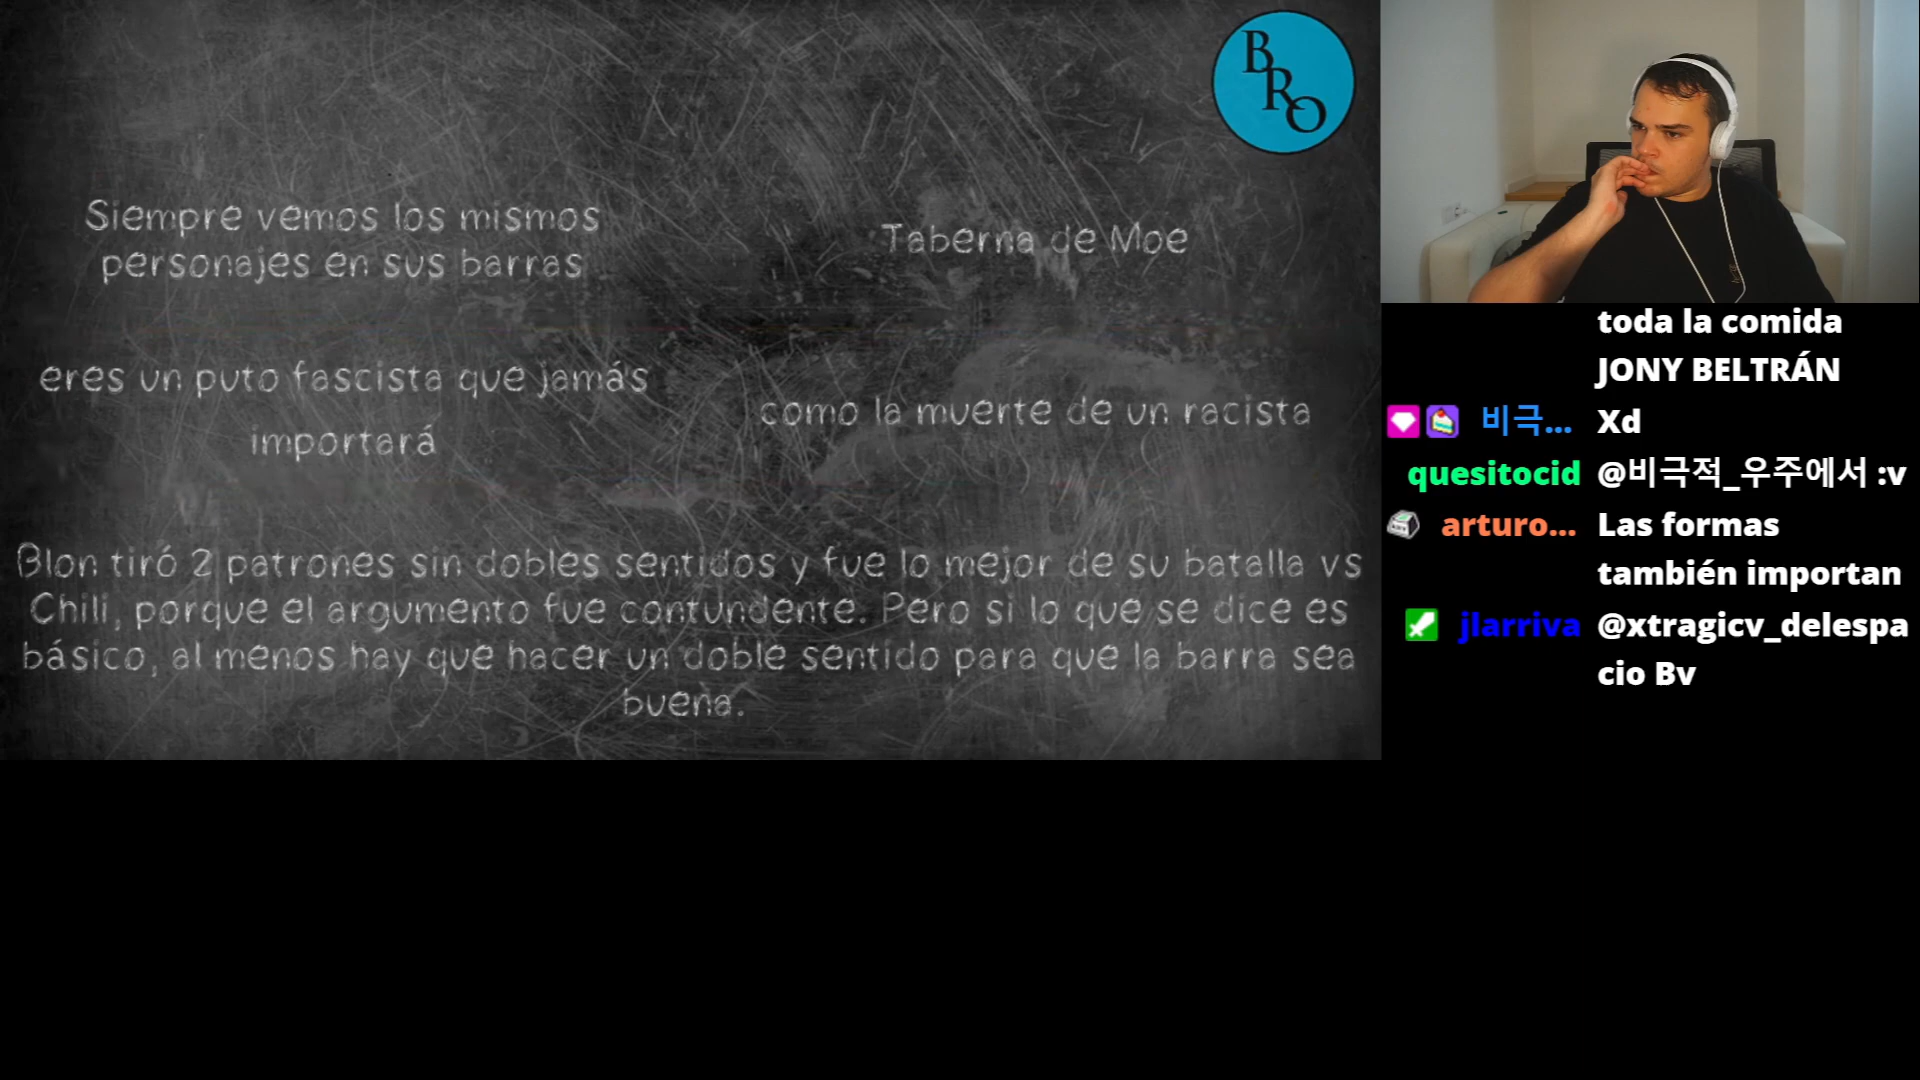 BRO
Siempre vemos los mismos
personajes en sus barras
Taberna de Moe
eres un puto fascista que jamás
importará
como la muerte de un racista
Blon tiró 2 patrones sin dobles sentidos y fue lo mejor de su batalla vs
Chili, porque el argumento fue contundente. Pero si lo que se dice es
básico, al menos hay que hacer un doble sentido para que la barra sea
buena.
toda la comida
JONY BELTRÁN
비극... Xd
quesitocid @비극적_우주에서 :v
arturo... Las formas
también importan
jlarriva @xtragicv_delespa
cio Bv